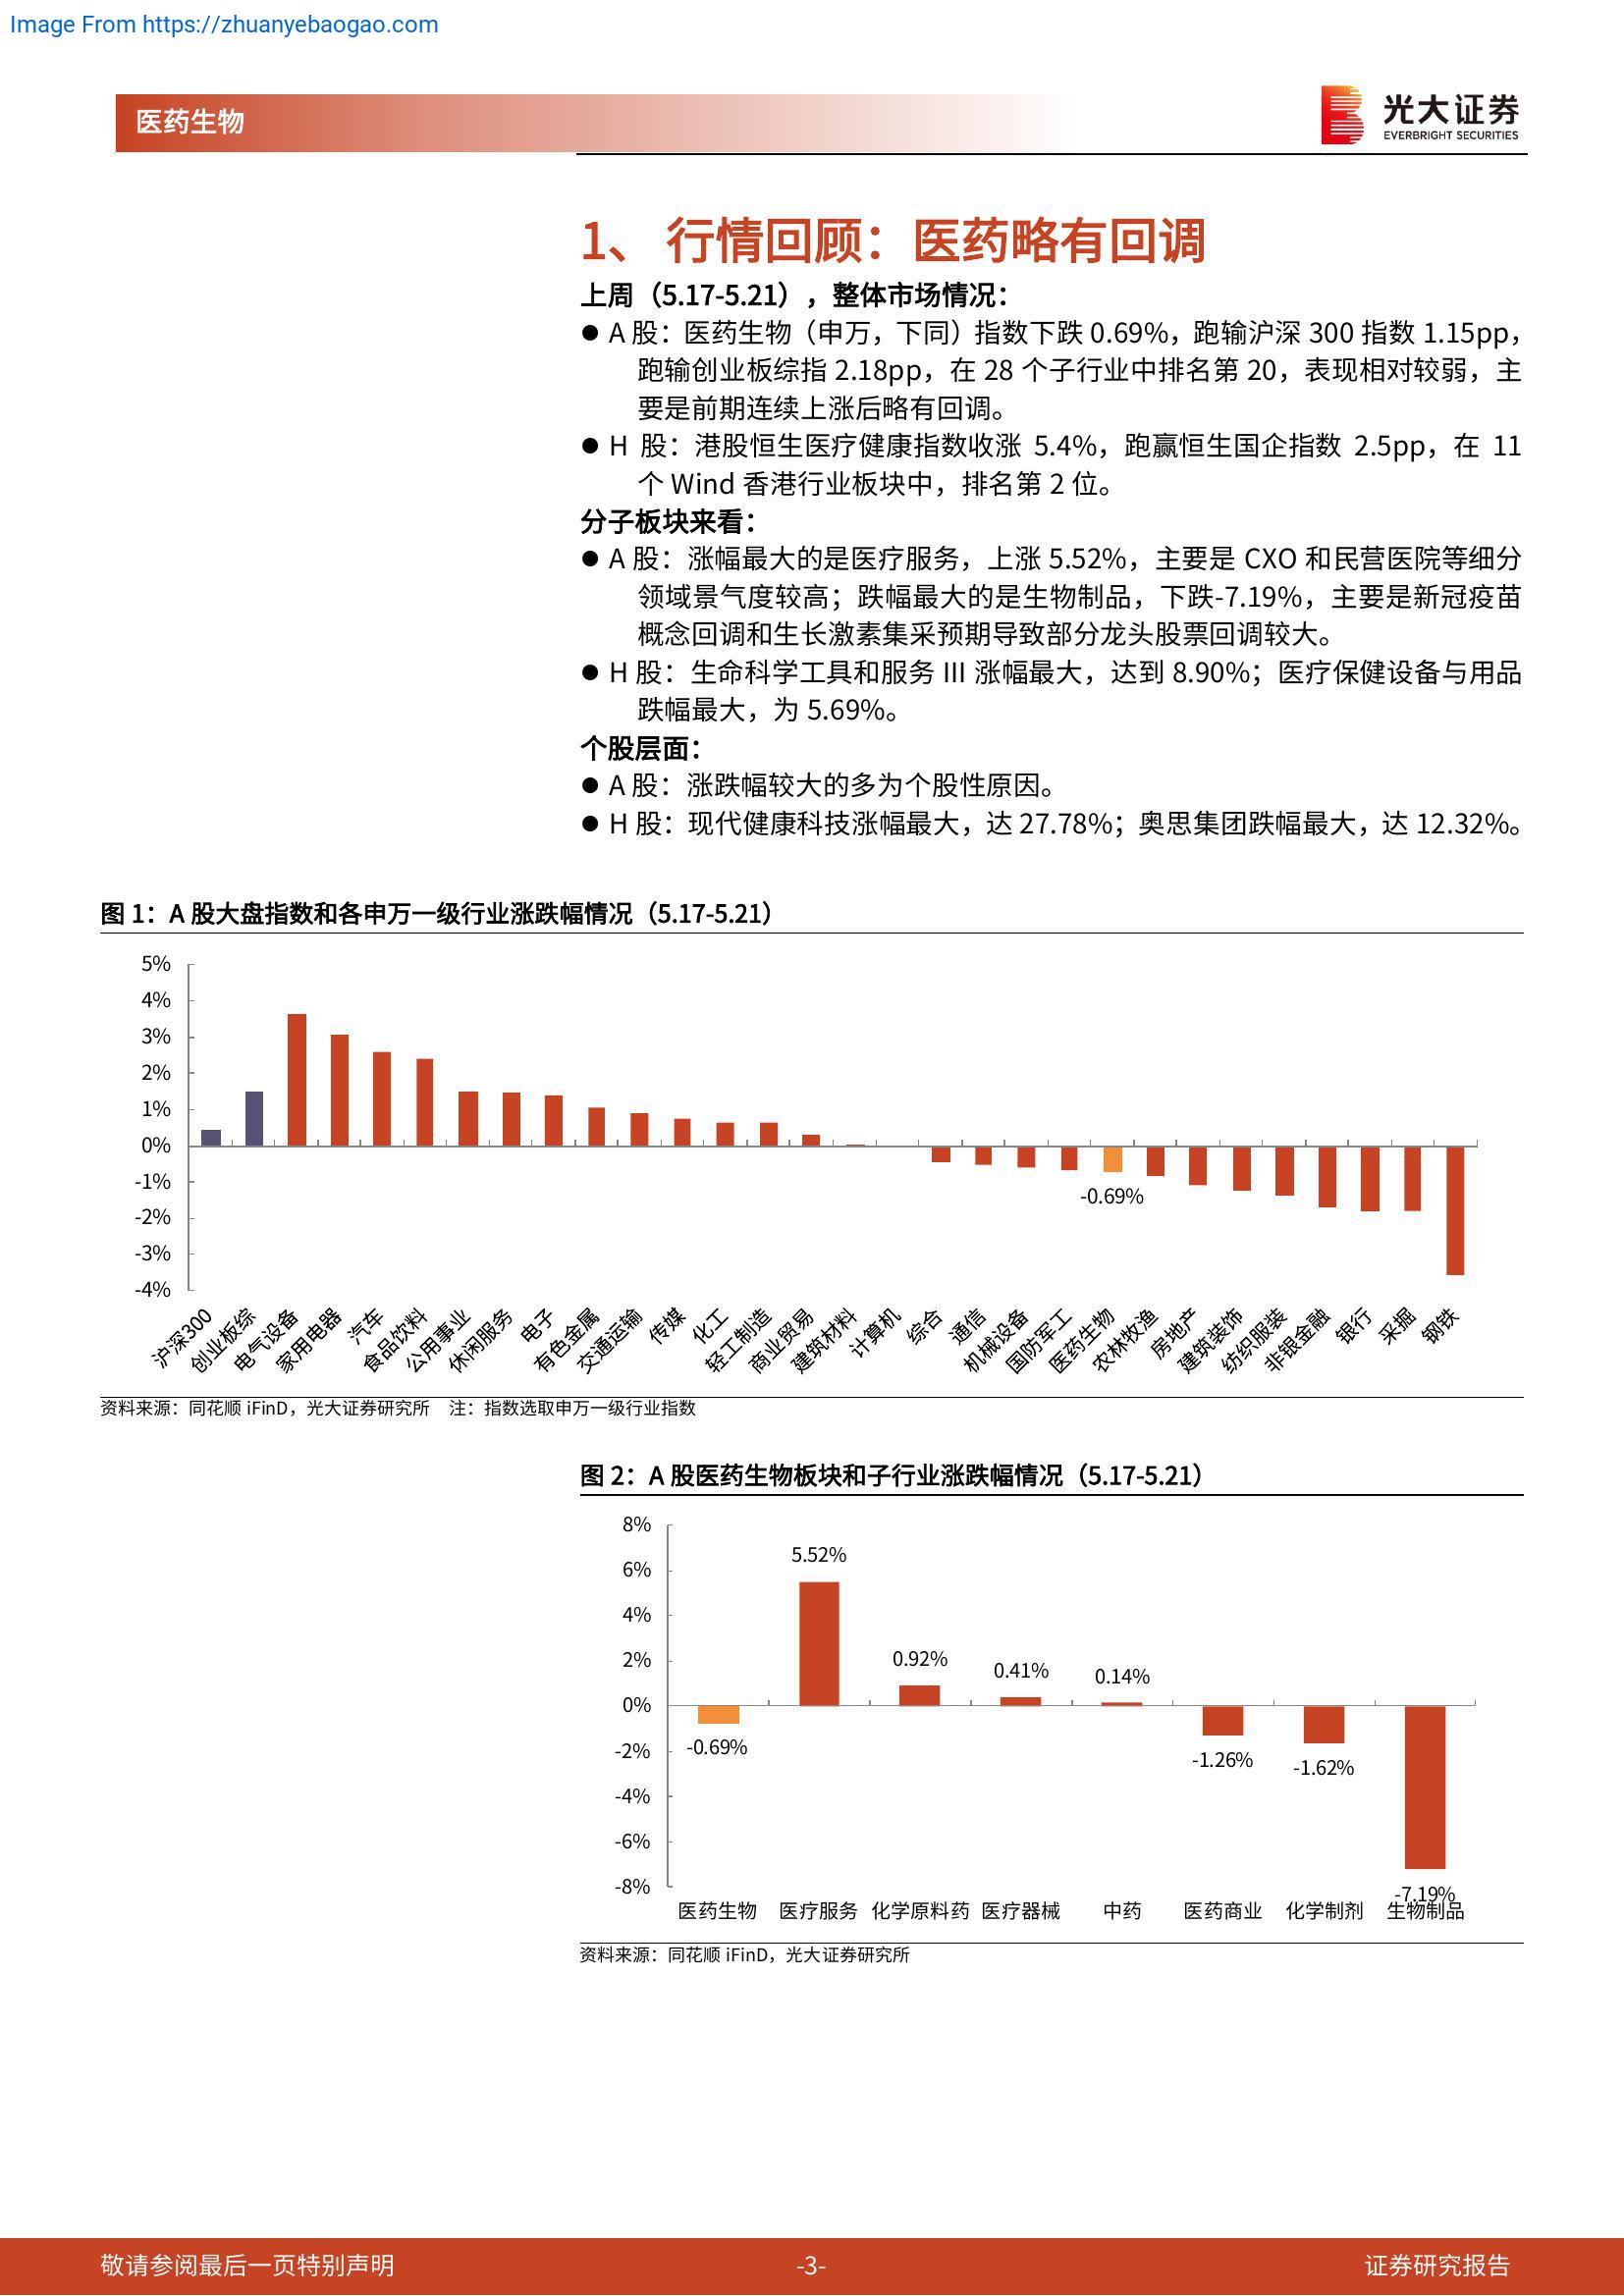 Image From https://zhuanyebaogao.com
医药生物
光大证券
EVERBRIGHT SECURITIES
1、 行情回顾：医药略有回调
上周（5.17-5.21），整体市场情况：
● A 股：医药生物（申万，下同）指数下跌 0.69%，跑输沪深 300 指数 1.15pp，
跑输创业板综指 2.18pp，在 28 个子行业中排名第 20，表现相对较弱，主
要是前期连续上涨后略有回调。
● H 股：港股恒生医疗健康指数收涨 5.4%，跑赢恒生国企指数 2.5pp，在 11
个 Wind 香港行业板块中，排名第 2 位。
分子板块来看：
● A 股：涨幅最大的是医疗服务，上涨 5.52%，主要是 CXO 和民营医院等细分
领域景气度较高；跌幅最大的是生物制品，下跌-7.19%，主要是新冠疫苗
概念回调和生长激素集采预期导致部分龙头股票回调较大。
● H 股：生命科学工具和服务 III 涨幅最大，达到 8.90%；医疗保健设备与用品
跌幅最大，为 5.69%。
个股层面：
● A 股：涨跌幅较大的多为个股性原因。
● H 股：现代健康科技涨幅最大，达 27.78%；奥思集团跌幅最大，达 12.32%。
图 1：A 股大盘指数和各申万一级行业涨跌幅情况（5.17-5.21）
5%
4%
3%
2%
1%
0%
-1%
-2%
-3%
-4%
-0.69%
沪深300
创业板综
电气设备
家用电器
汽车
食品饮料
公用事业
休闲服务
电子
有色金属
交通运输
传媒
化工
轻工制造
商业贸易
建筑材料
计算机
综合
通信
机械设备
国防军工
医药生物
农林牧渔
房地产
建筑装饰
纺织服装
非银金融
银行
采掘
钢铁
资料来源：同花顺 iFinD，光大证券研究所 注：指数选取申万一级行业指数
图 2：A 股医药生物板块和子行业涨跌幅情况（5.17-5.21）
8%
6%
4%
2%
0%
-2%
-4%
-6%
-8%
-0.69%
5.52%
0.92%
0.41%
0.14%
-1.26%
-1.62%
-7.19%
医药生物 医疗服务 化学原料药 医疗器械 中药 医药商业 化学制剂 生物制品
资料来源：同花顺 iFinD，光大证券研究所
敬请参阅最后一页特别声明 -3- 证券研究报告